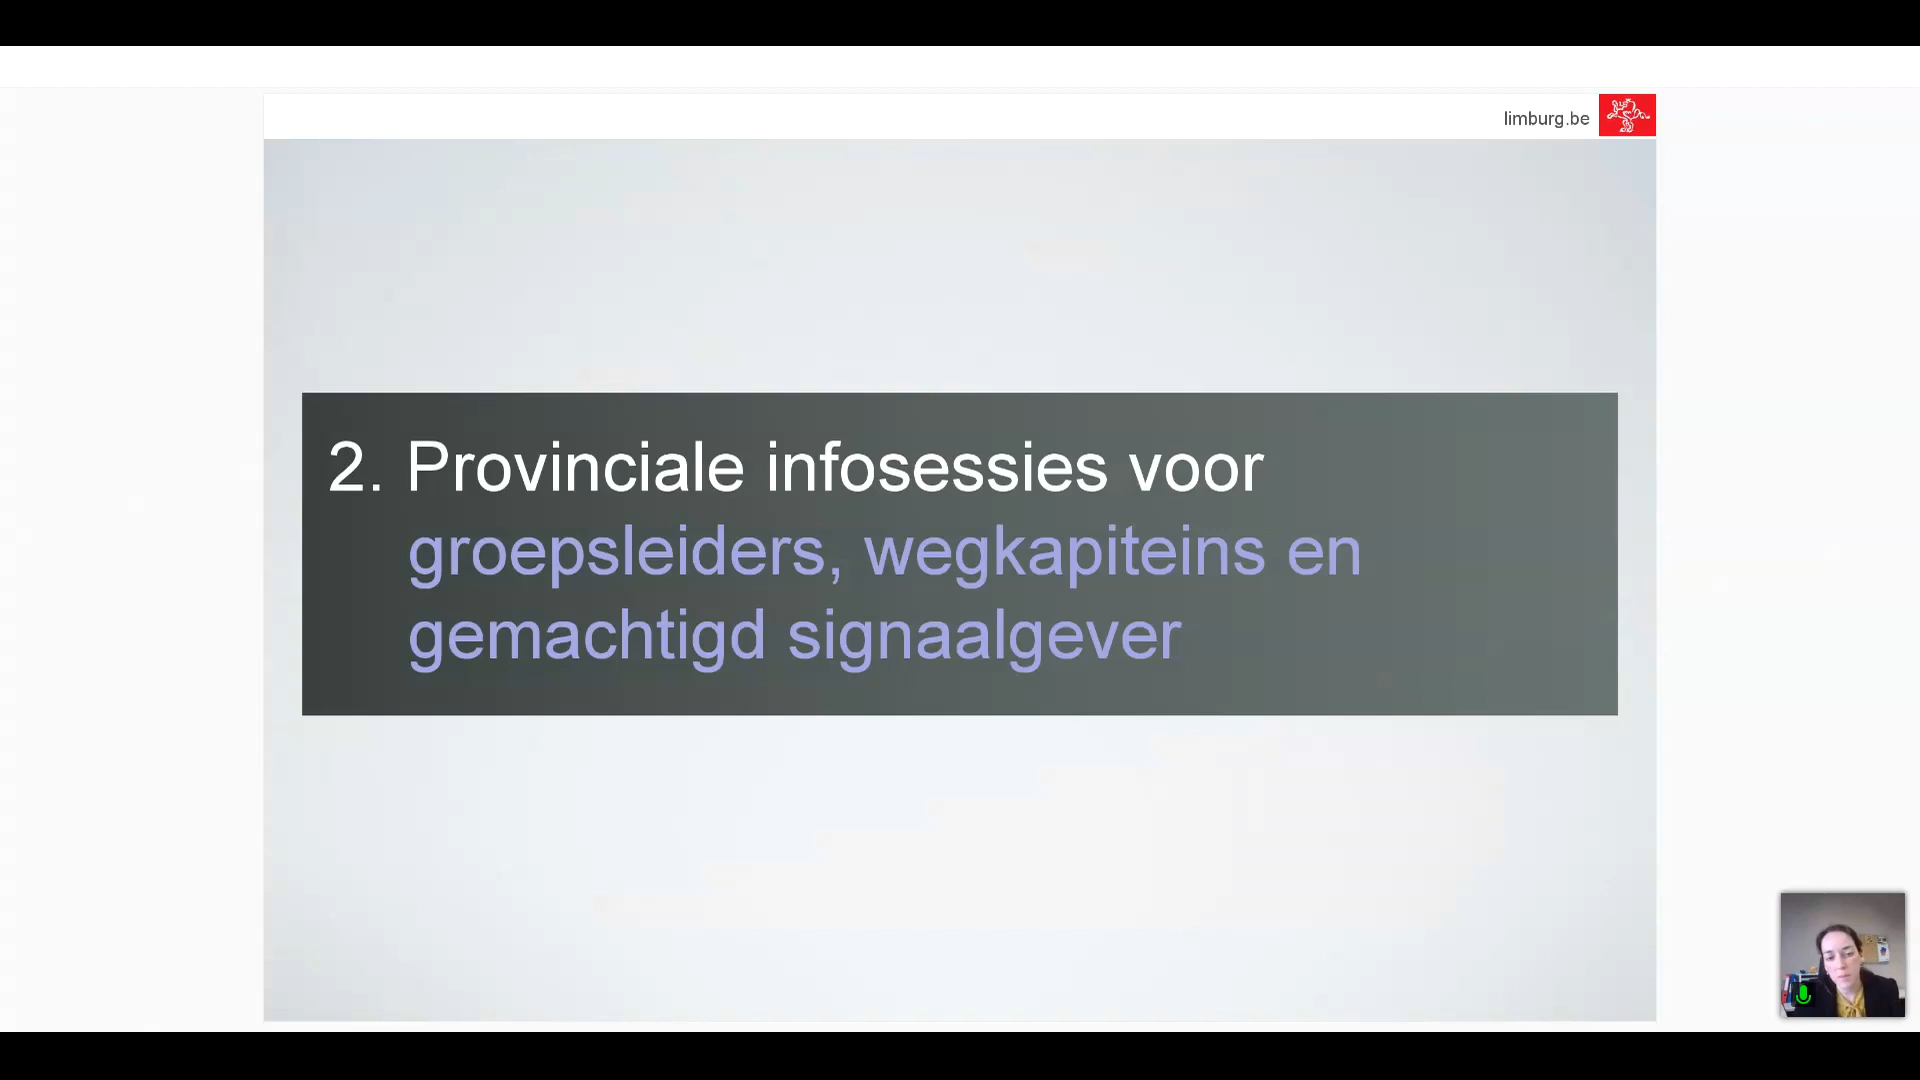 limburg.be
2. Provinciale infosessies voor
groepsleiders, wegkapiteins en
gemachtigd signaalgever